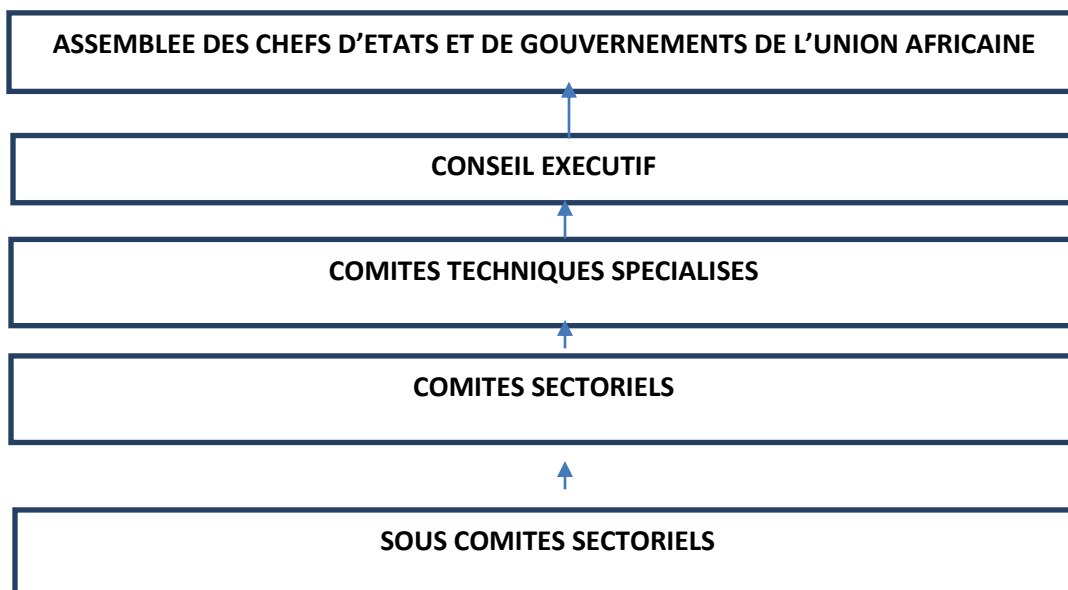 ASSEMBLEE DES CHEFS D’ETATS ET DE GOUVERNEMENTS DE L’UNION AFRICAINE
CONSEIL EXECUTIF
COMITES TECHNIQUES SPECIALISES
COMITES SECTORIELS
SOUS COMITES SECTORIELS